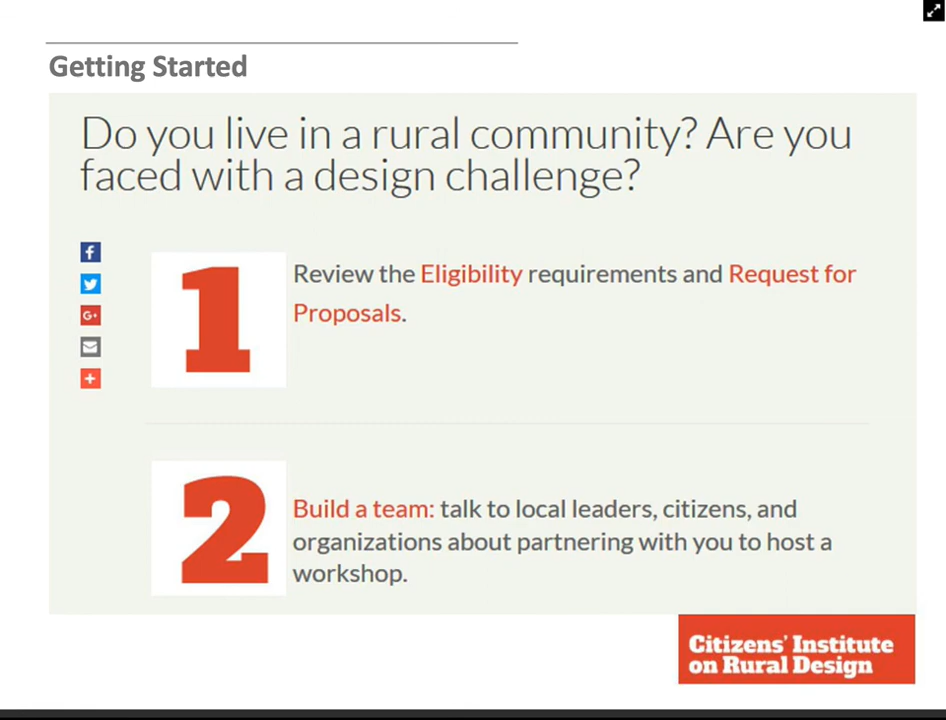 Getting Started
Do you live in a rural community? Are you
faced with a design challenge?
f
G+
1
Review the Eligibility requirements and Request for
Proposals.
2
Build a team: talk to local leaders, citizens, and
organizations about partnering with you to host a
workshop.
Citizens' Institute
on Rural Design